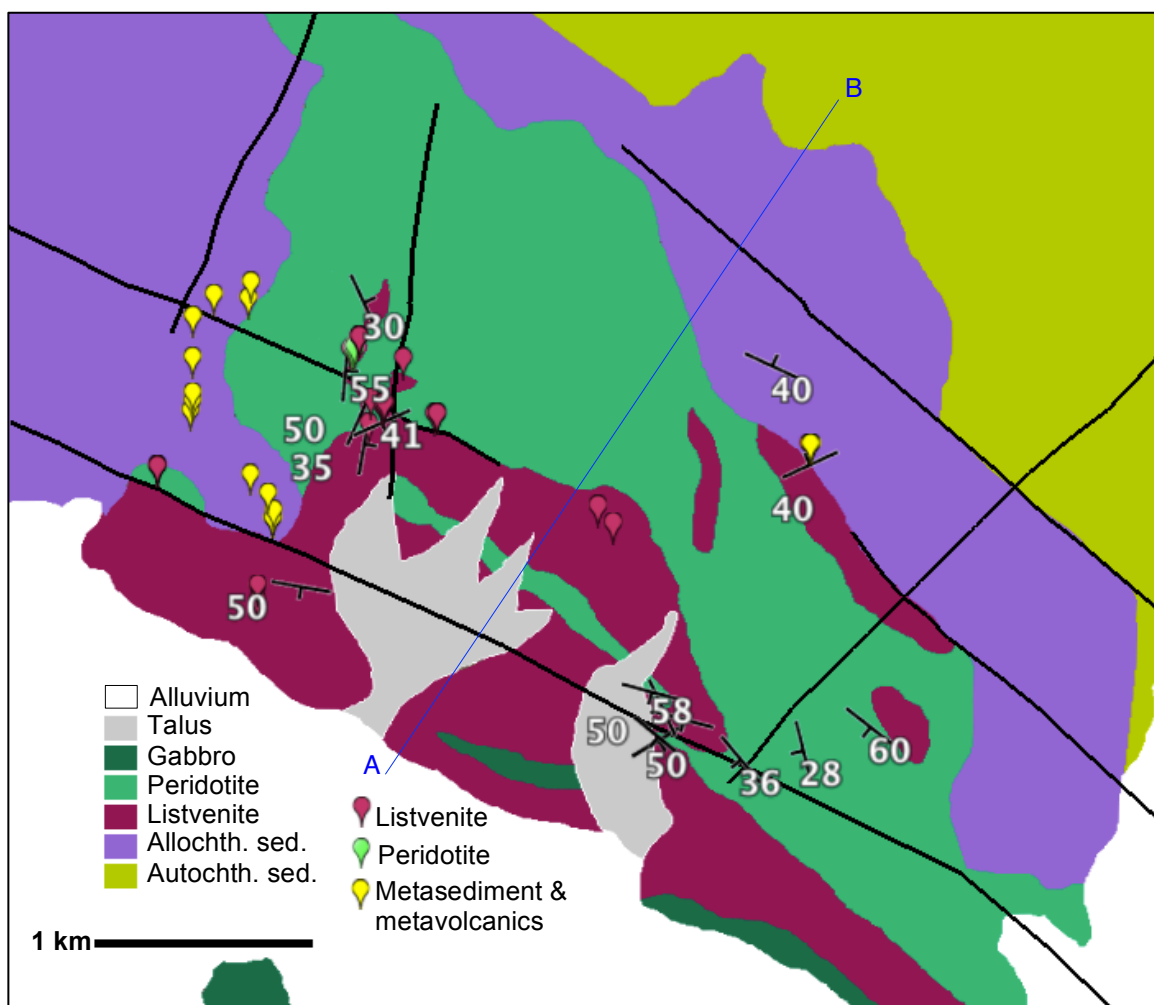 B
30
55
40
50
41
35
40
50
58
50
50
60
28
36
A
Alluvium
Talus
Gabbro
Peridotite
Listvenite
Allochth. sed.
Autochth. sed.
Listvenite
Peridotite
Metasediment &
metavolcanics
1 km